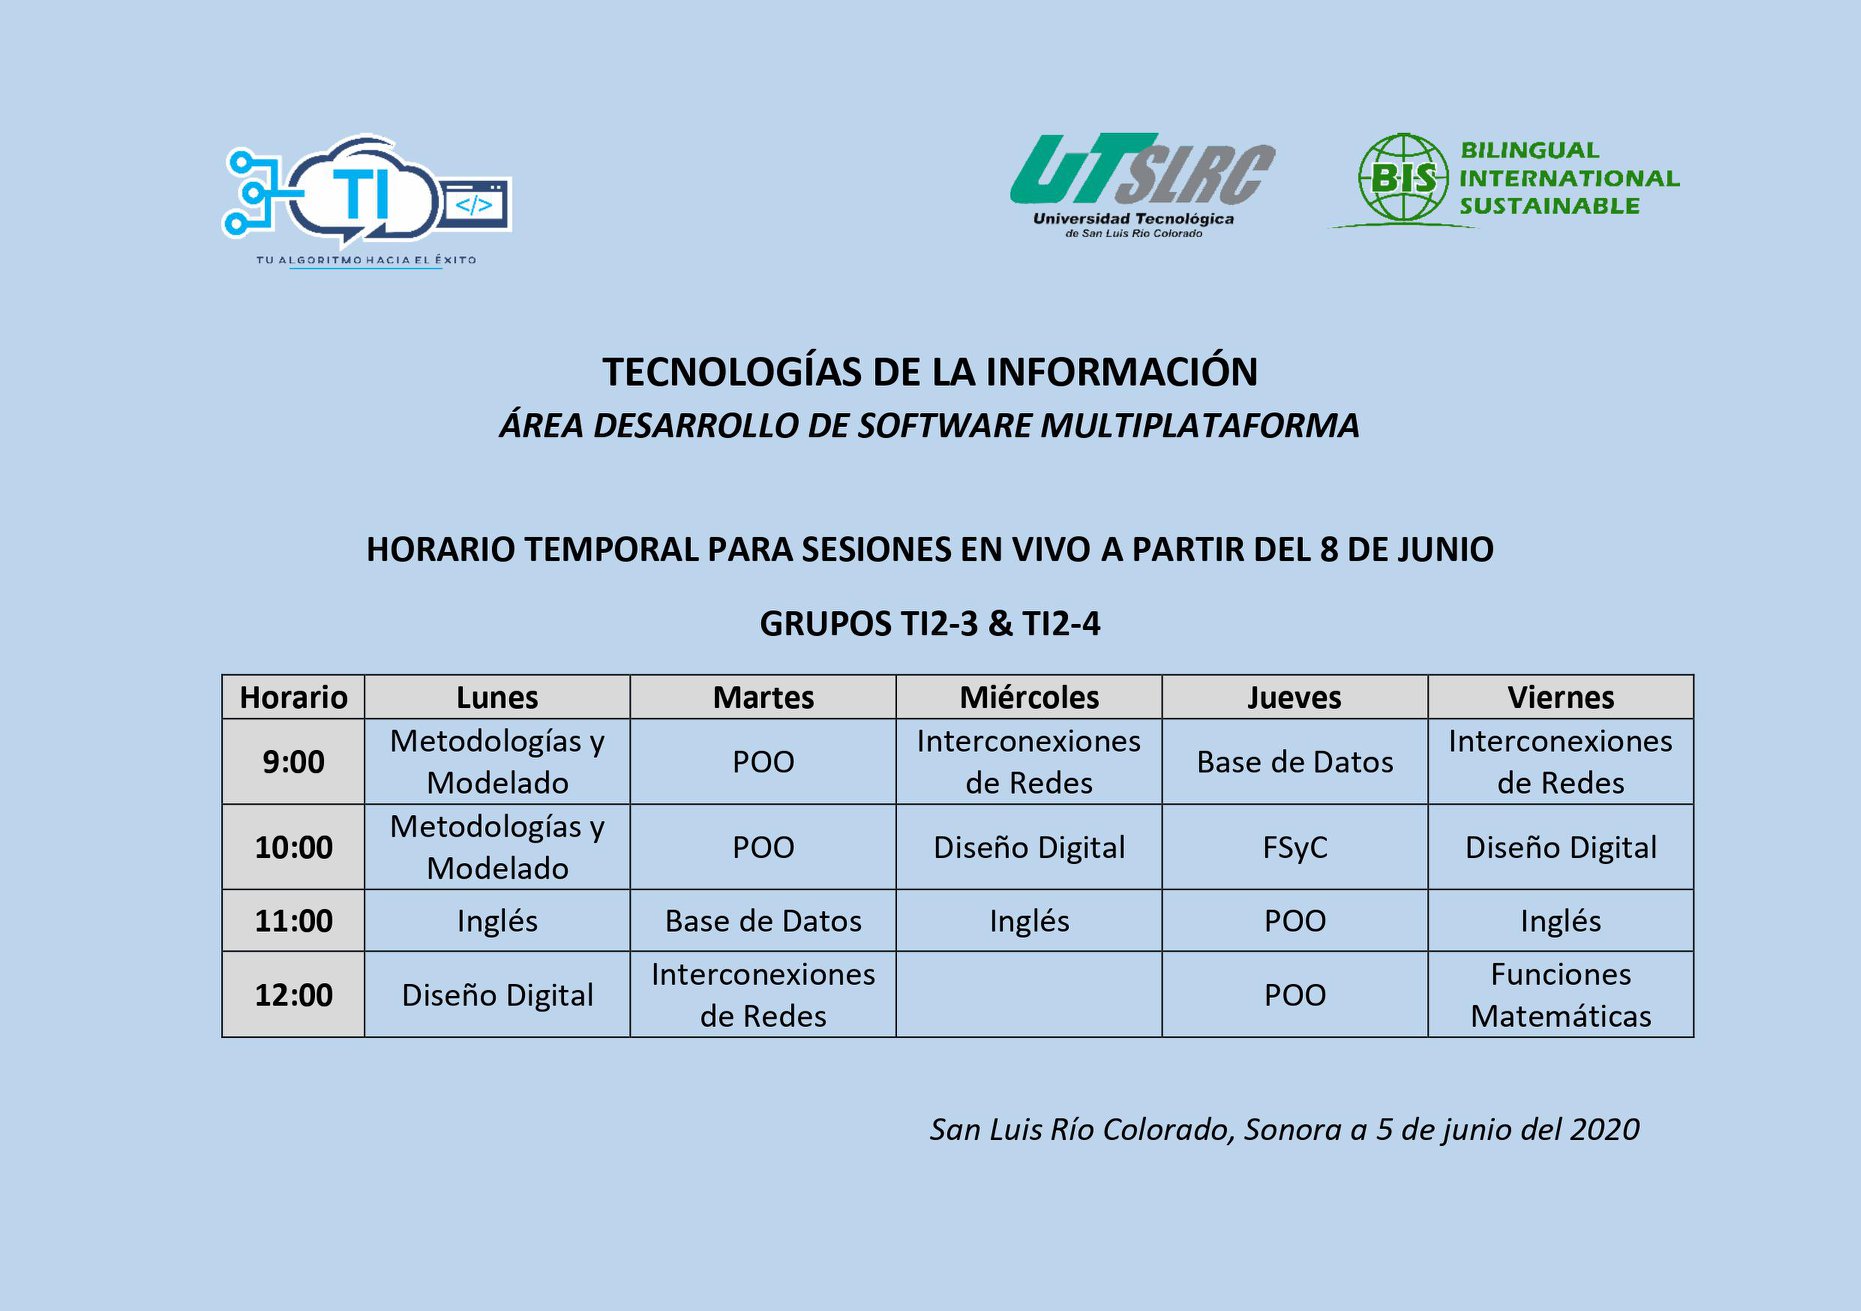 TI
</>
TU ALGORITMO HACIA EL ÉXITO
UTSLRC
Universidad Tecnológica
de San Luis Río Colorado
BIS
BILINGUAL
INTERNATIONAL
SUSTAINABLE
TECNOLOGÍAS DE LA INFORMACIÓN
ÁREA DESARROLLO DE SOFTWARE MULTIPLATAFORMA
HORARIO TEMPORAL PARA SESIONES EN VIVO A PARTIR DEL 8 DE JUNIO
GRUPOS TI2-3 & TI2-4
Horario Lunes Martes Miércoles Jueves Viernes
9:00 Metodologías y Modelado POO Interconexiones de Redes Base de Datos Interconexiones de Redes
10:00 Metodologías y Modelado POO Diseño Digital FSyC Diseño Digital
11:00 Inglés Base de Datos Inglés POO Inglés
12:00 Diseño Digital Interconexiones de Redes POO Funciones Matemáticas
San Luis Río Colorado, Sonora a 5 de junio del 2020